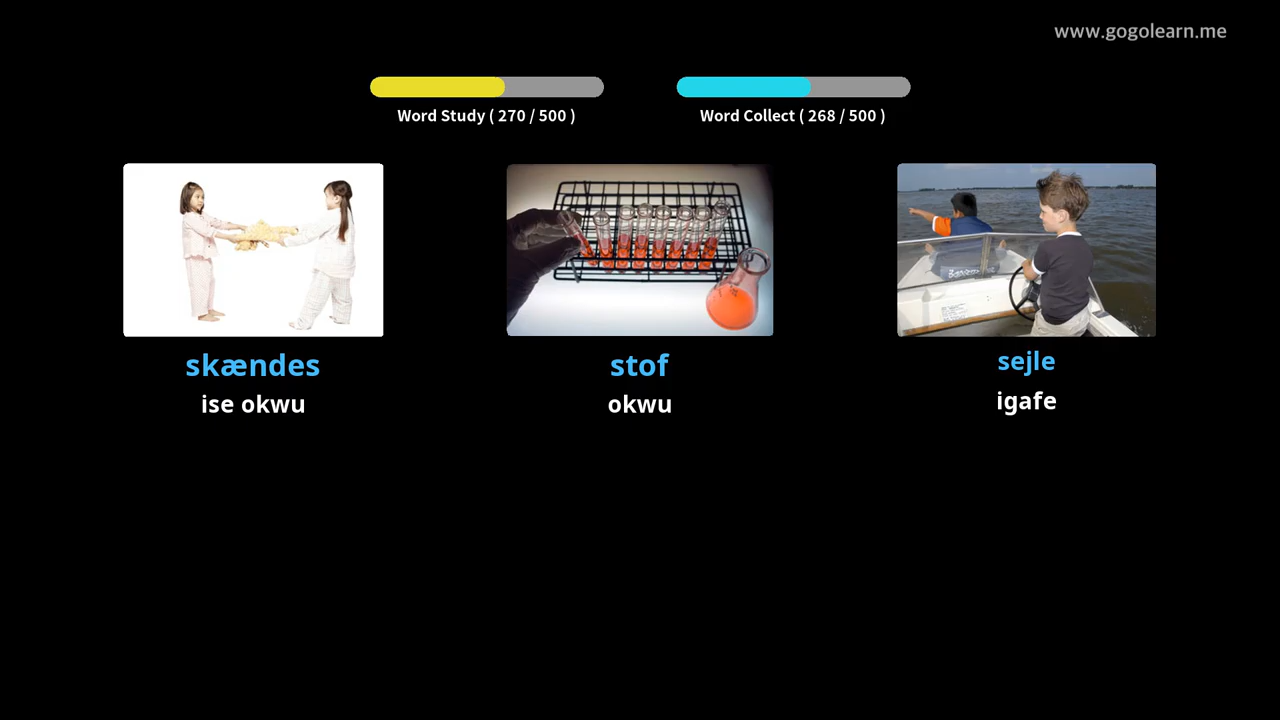 www.gogolearn.me
Word Study ( 270 / 500 )
Word Collect ( 268 / 500 )
skændes
ise okwu
stof
okwu
sejle
igafe